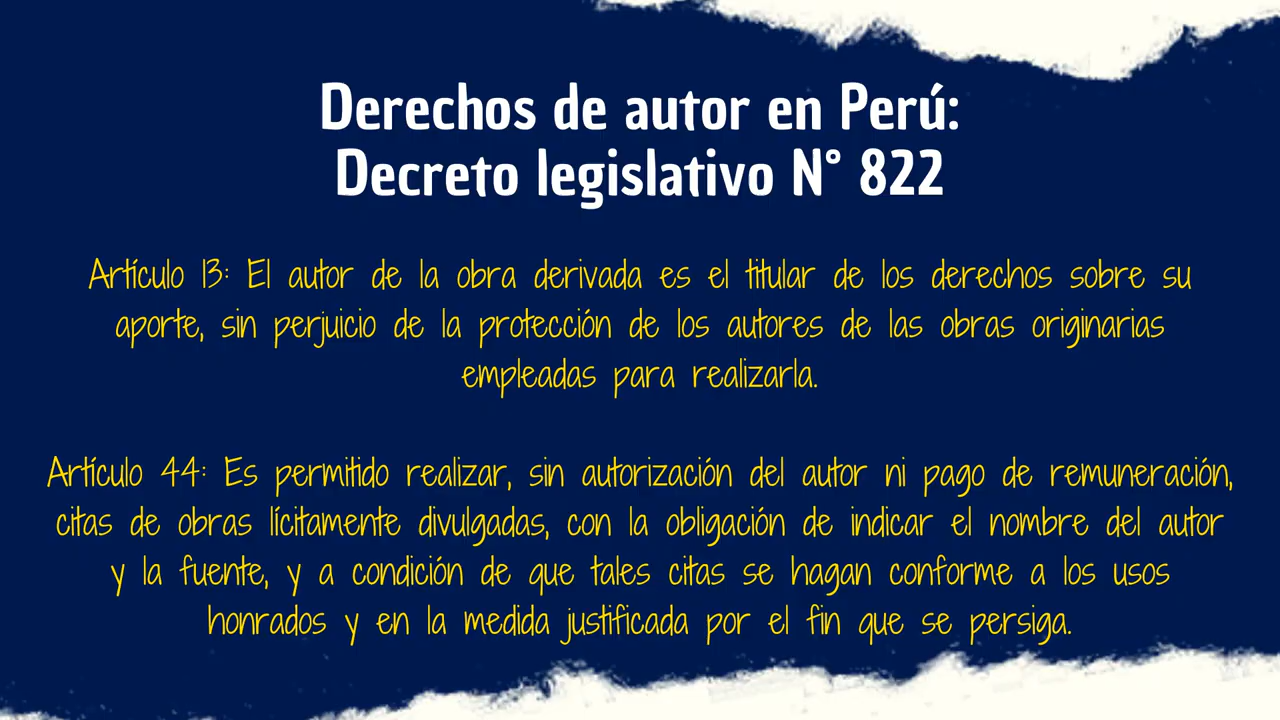 Derechos de autor en Perú:
Decreto legislativo N° 822
Artículo 13: El autor de la obra derivada es el titular de los derechos sobre su
aporte, sin perjuicio de la protección de los autores de las obras originarias
empleadas para realizarla.
Artículo 44: Es permitido realizar, sin autorización del autor ni pago de remuneración,
citas de obras lícitamente divulgadas, con la obligación de indicar el nombre del autor
y la fuente, y a condición de que tales citas se hagan conforme a los usos
honrados y en la medida justificada por el fin que se persiga.